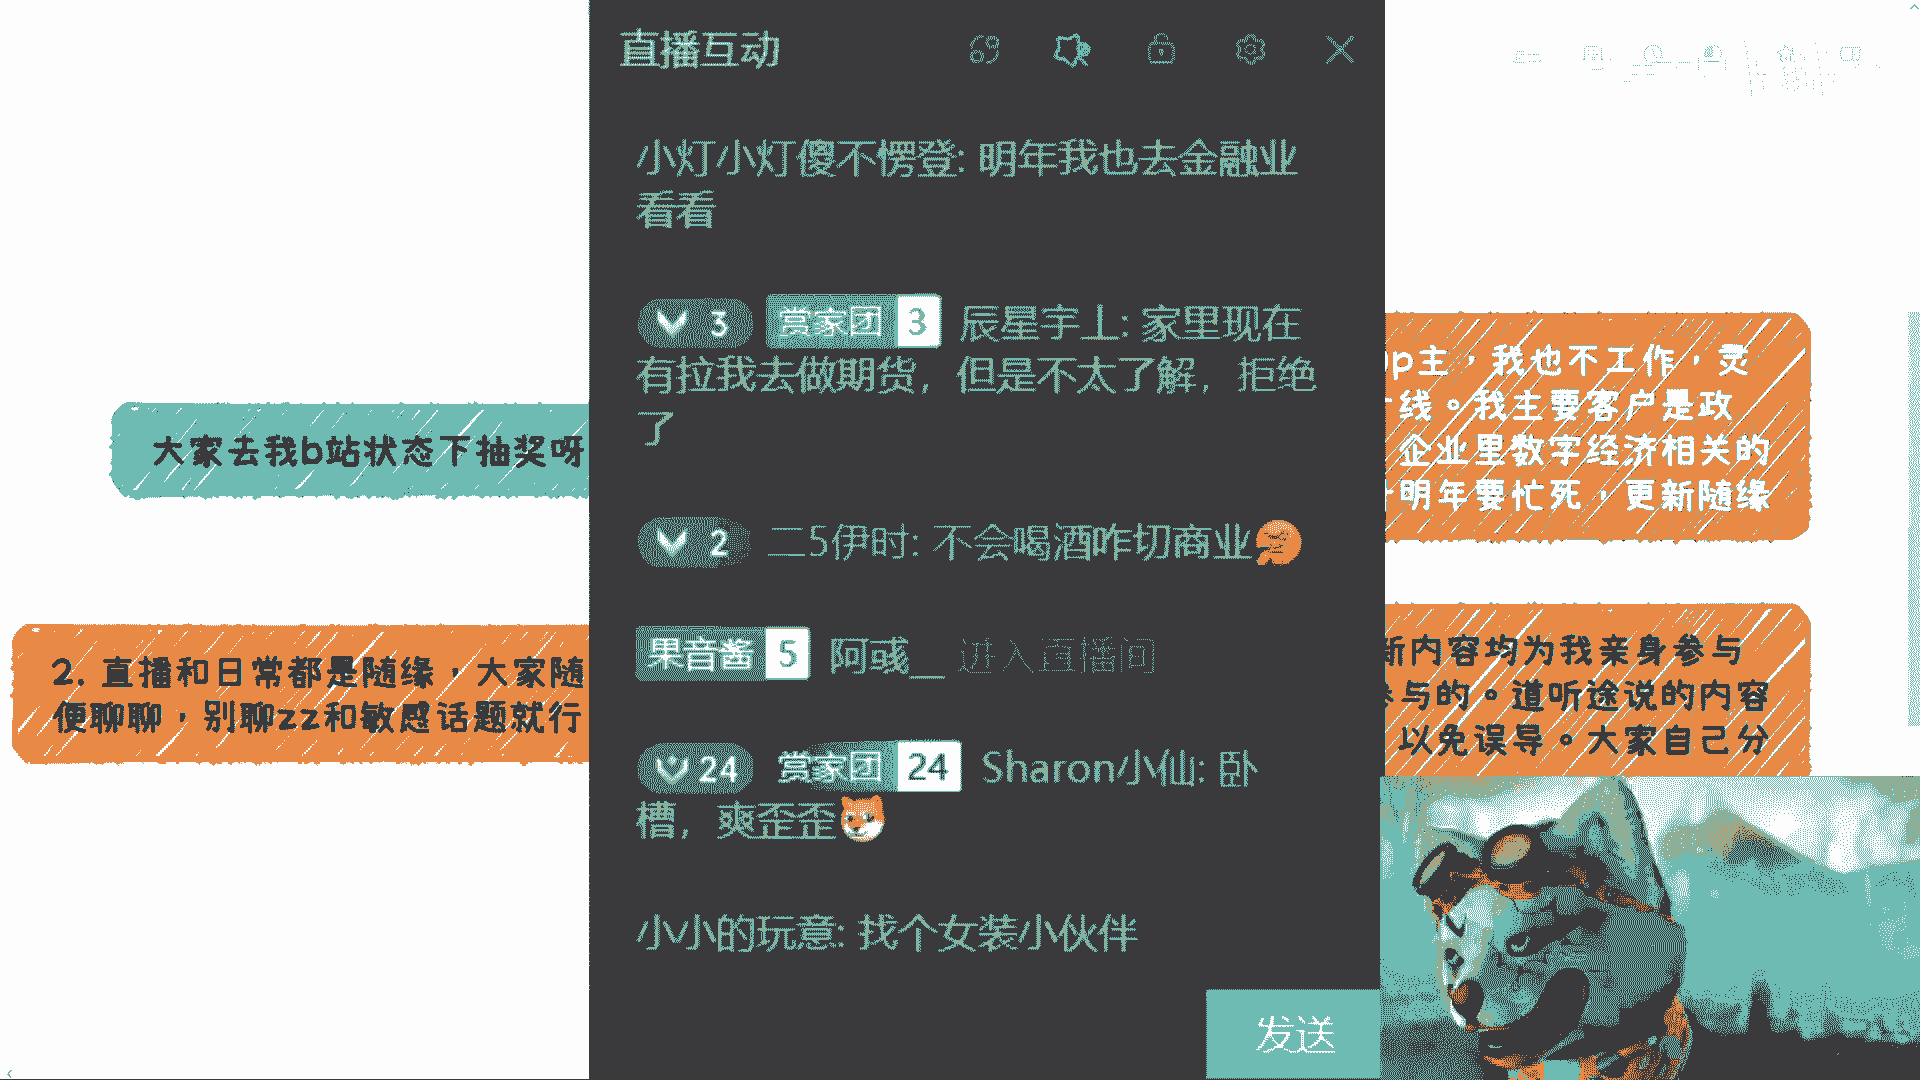 直播互动
小灯小灯傻不愣登: 明年我也去金融业
看看
3 赏家团 3 辰星宇上: 家里现在
有拉我去做期货，但是不太了解，拒绝
了
2 二5伊时: 不会喝酒咋切商业
果音酱 5 阿彧__ 进入直播间
24 赏家团 24 Sharon小仙: 卧
槽，爽歪歪
小小的玩意: 找个女装小伙伴
发送
大家去我b站状态下抽奖呀
2. 直播和日常都是随缘，大家随
便聊聊，别聊zz和敏感话题就行
p主，我也不工作，灵
线。我主要客户是政
企业里数字经济相关的
明年要忙死，更新随缘
新内容均为我亲身参与
参与的。道听途说的内容
以免误导。大家自己分